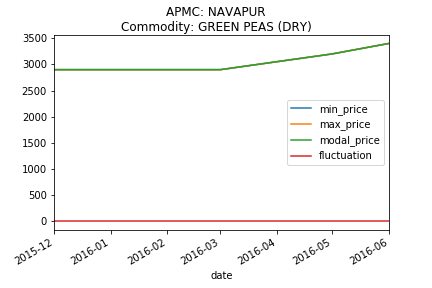 APMC: NAVAPUR
Commodity: GREEN PEAS (DRY)
3500
3000
2500
2000
1500
1000
500
0
min_price
max_price
modal_price
fluctuation
2015-12
2016-01
2016-02
2016-03
2016-04
2016-05
2016-06
date